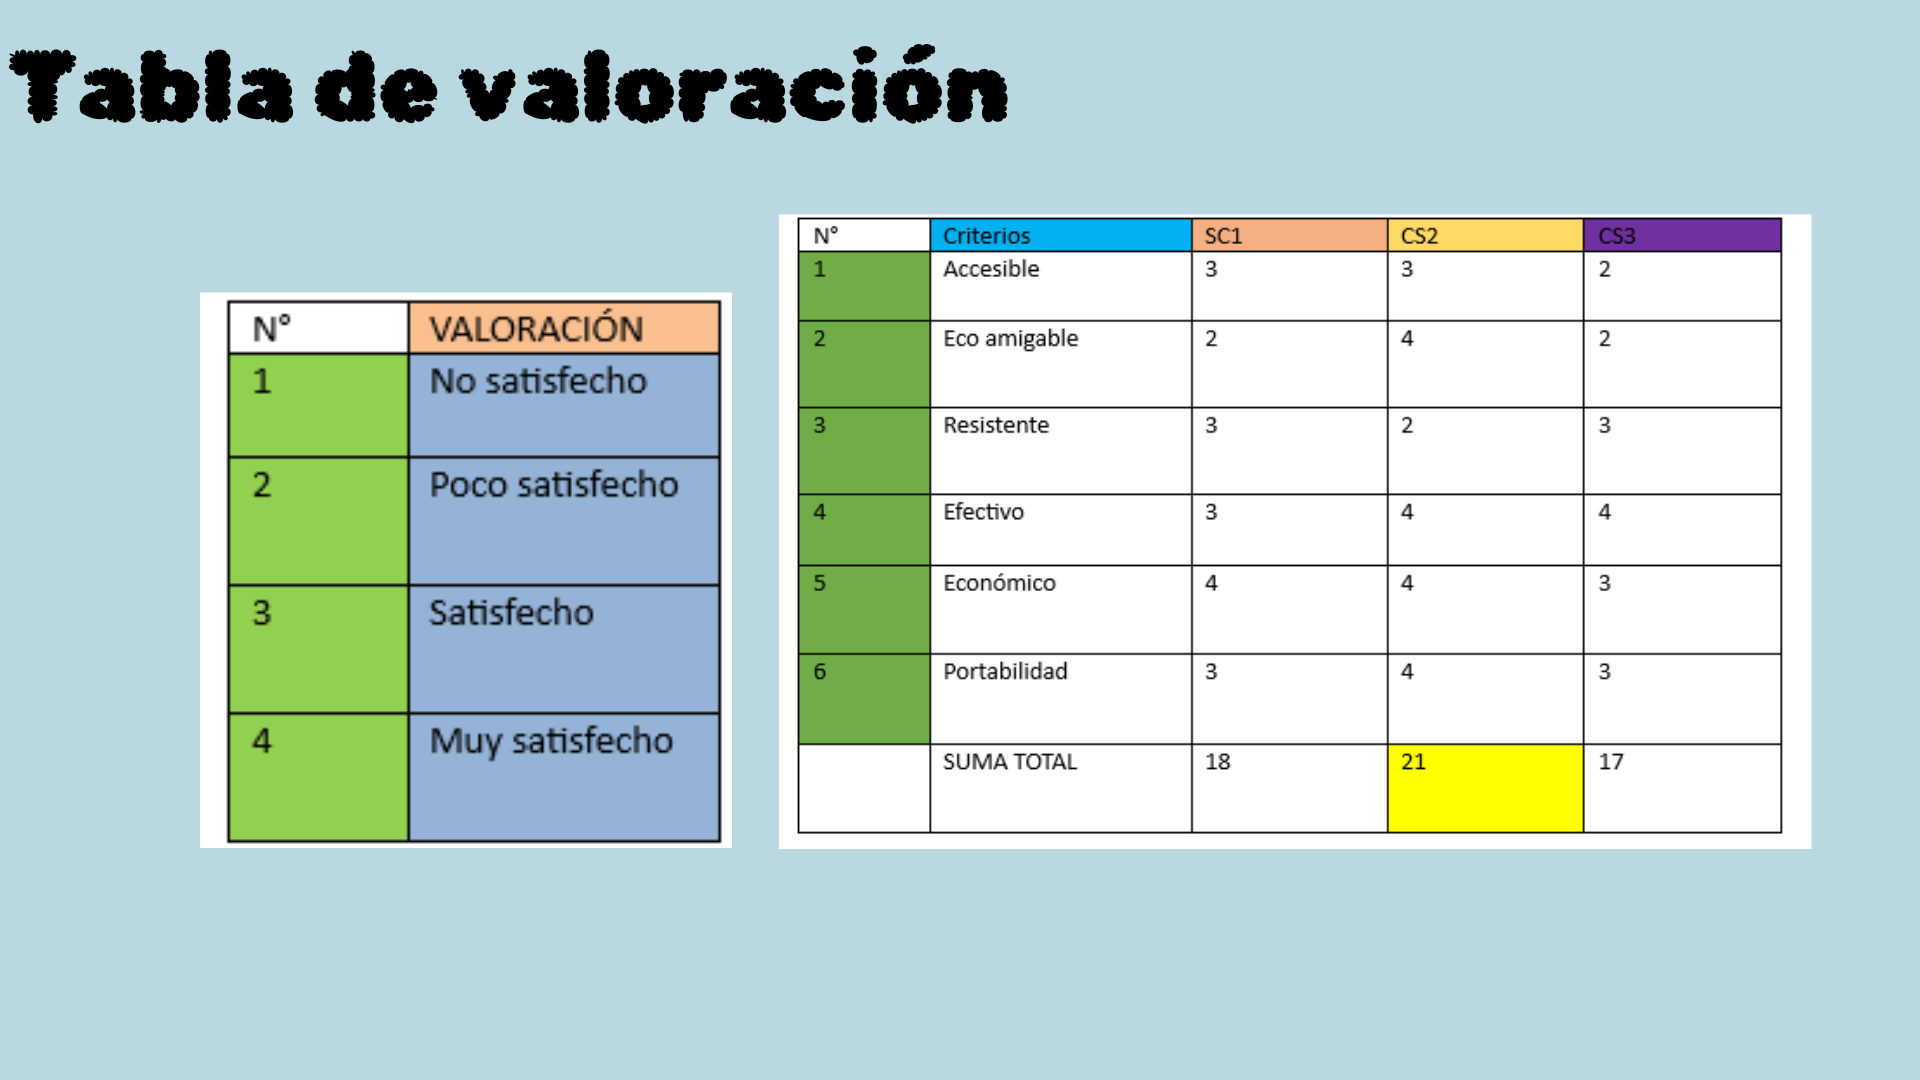 Tabla de valoración
N° VALORACIÓN
1 No satisfecho
2 Poco satisfecho
3 Satisfecho
4 Muy satisfecho
N° Criterios SC1 CS2 CS3
1 Accesible 3 3 2
2 Eco amigable 2 4 2
3 Resistente 3 2 3
4 Efectivo 3 4 4
5 Económico 4 4 3
6 Portabilidad 3 4 3
SUMA TOTAL 18 21 17